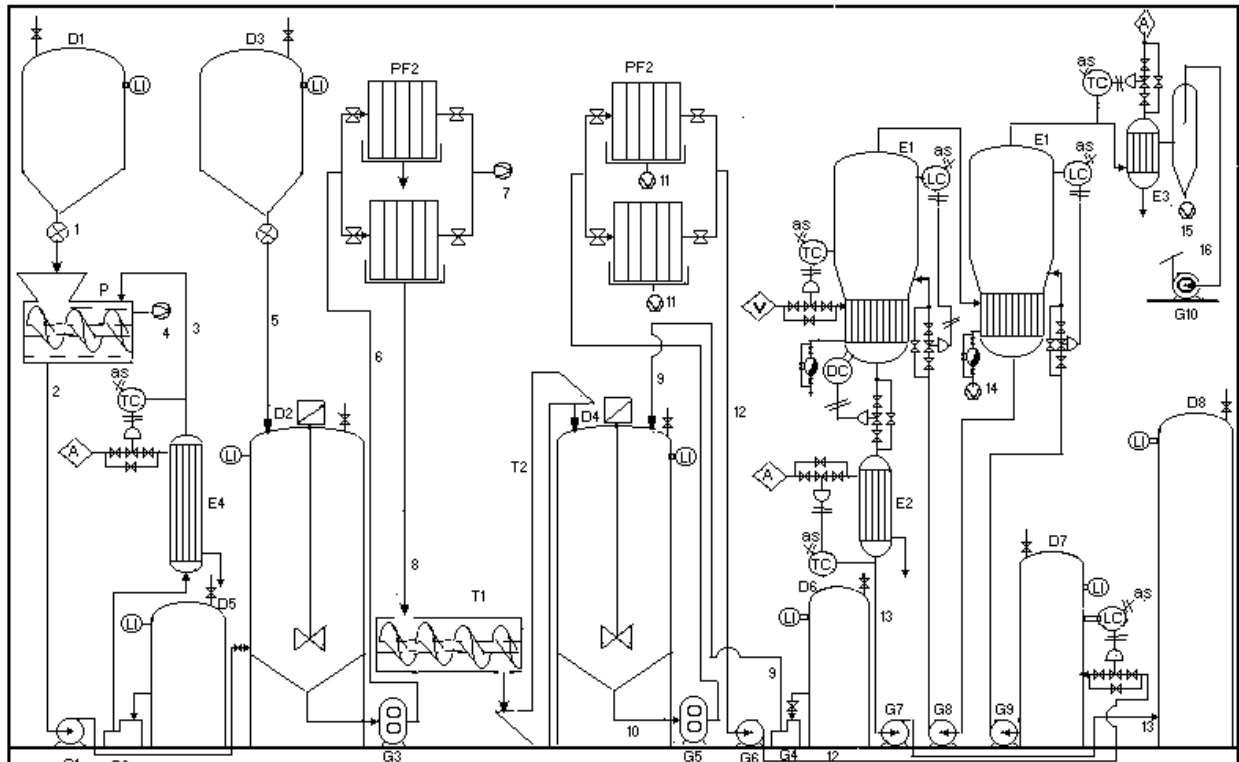 D1
D3
PF2
PF2
A
as
TC
LI
LI
7
11
E1
as
LC
E1
as
LC
E3
15
16
1
P
3
4
5
6
as
TC
V
11
G10
DC
14
2
as
TC
A
E4
D2
LI
D4
9
LI
12
T2
D8
LI
A
E2
8
as
TC
D5
LI
T1
D6
LI
13
D7
LI
as
LC
9
10
13
G1
G3
G5
G6
G4
12
G7
G8
G9